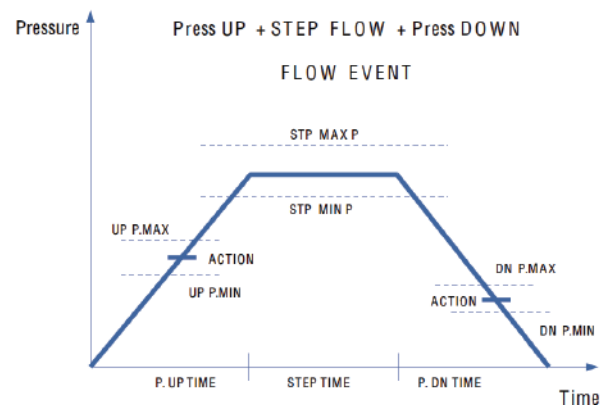 Pressure
Press UP + STEP FLOW + Press DOWN
FLOW EVENT
STP MAX P
STP MIN P
UP P.MAX
ACTION
UP P.MIN
DN P.MAX
ACTION
DN P.MIN
P. UP TIME
STEP TIME
P. DN TIME
Time